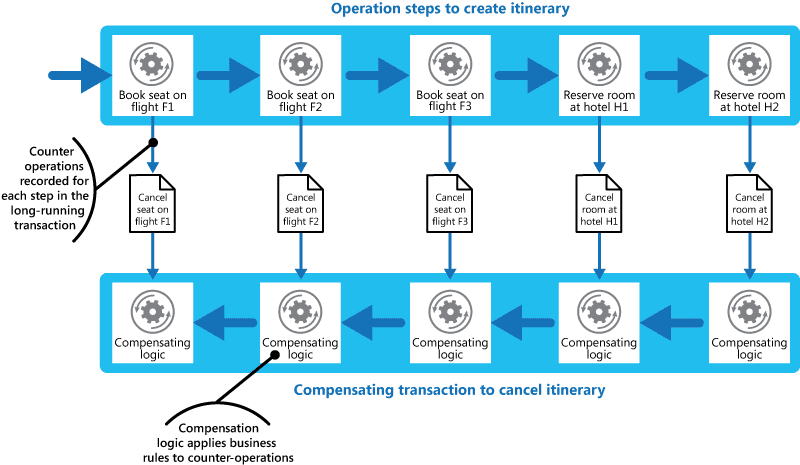 Operation steps to create itinerary
Book seat on
flight F1
Book seat on
flight F2
Book seat on
flight F3
Reserve room
at hotel H1
Reserve room
at hotel H2
Counter
operations
recorded for
each step in the
long-running
transaction
Cancel
seat on
flight F1
Cancel
seat on
flight F2
Cancel
seat on
flight F3
Cancel
room at
hotel H1
Cancel
room at
hotel H2
Compensating
logic
Compensating
logic
Compensating
logic
Compensating
logic
Compensating
logic
Compensating transaction to cancel itinerary
Compensation
logic applies business
rules to counter-operations